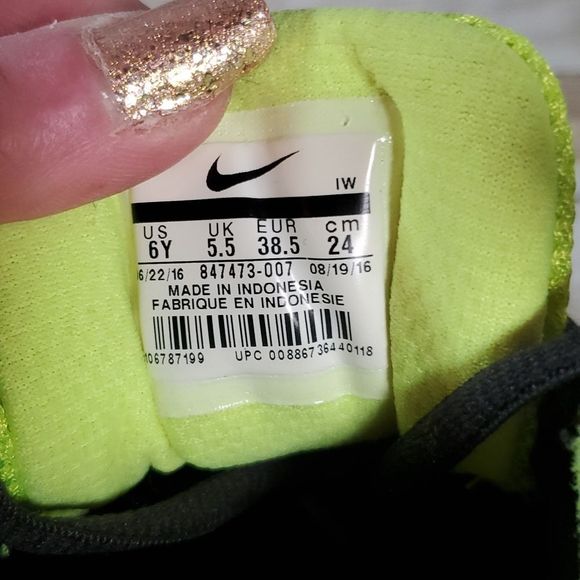 IW
US UK EUR cm
6Y 5.5 38.5 24
6/22/16 847473-007 08/19/16
MADE IN INDONESIA
FABRIQUE EN INDONESIE
106787199 UPC 00886736440118